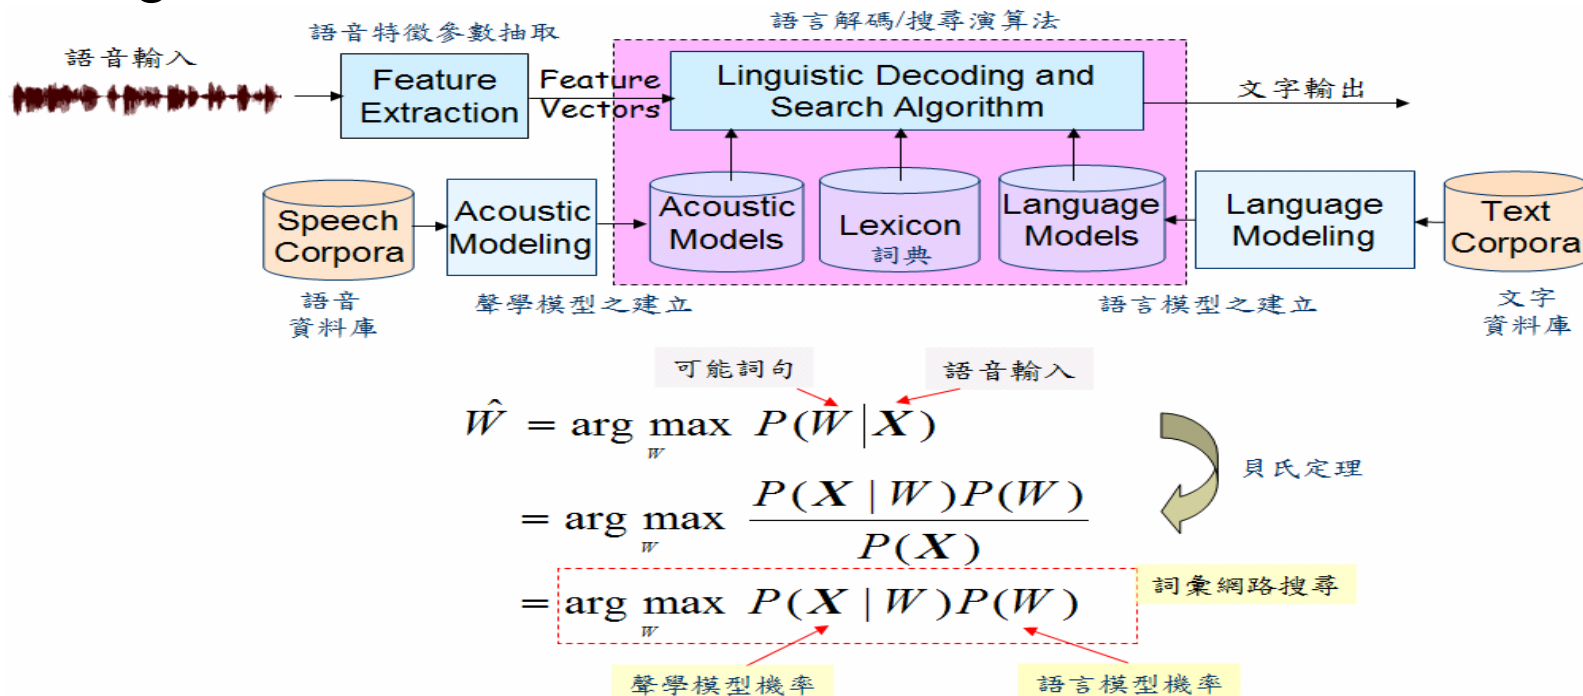 語言解碼/搜尋演算法
語音特徵參數抽取
語音輸入
Feature
Extraction
Feature
Vectors
Linguistic Decoding and
Search Algorithm
文字輸出
Speech
Corpora
Acoustic
Modeling
Acoustic
Models
Lexicon
詞典
Language
Models
Language
Modeling
Text
Corpora
語音
資料庫
聲學模型之建立
語言模型之建立
文字
資料庫
可能詞句
語音輸入
Ŵ = arg max P(W|X)
W
貝氏定理
= arg max P(X | W)P(W)
W
P(X)
詞彙網路搜尋
= arg max P(X | W)P(W)
W
聲學模型機率
語言模型機率